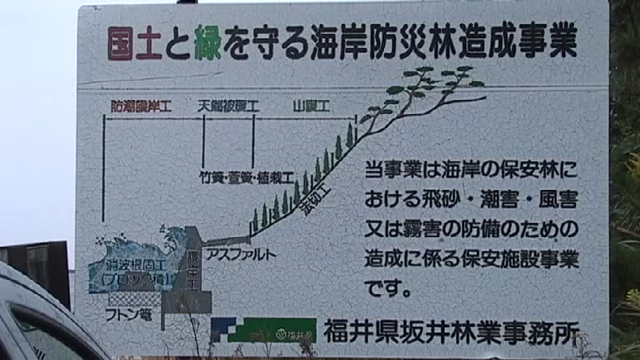 国土と緑を守る海岸防災林造成事業
防潮護岸工
天端被覆工
山腹工
竹簀・萱簀・植栽工
法切工
アスファルト
消波根固工
(ブロック積)
フトン篭
当事業は海岸の保安林に
おける飛砂・潮害・風害
又は霧害の防備のための
造成に係る保安施設事業
です。
福井県坂井林業事務所